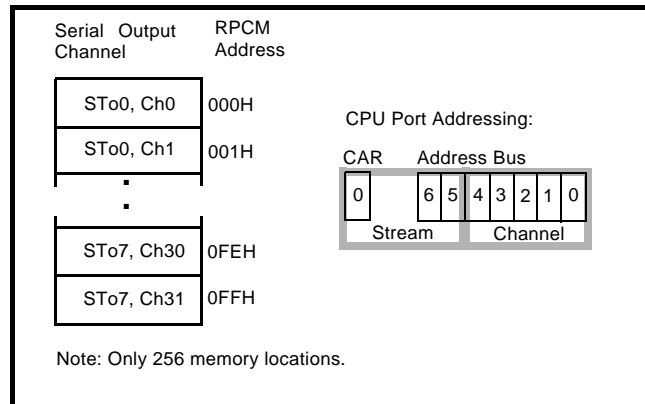 Serial Output Channel
RPCM Address
STo0, Ch0 000H
STo0, Ch1 001H
STo7, Ch30 0FEH
STo7, Ch31 0FFH
CPU Port Addressing:
CAR Address Bus
0 6 5 4 3 2 1 0
Stream Channel
Note: Only 256 memory locations.